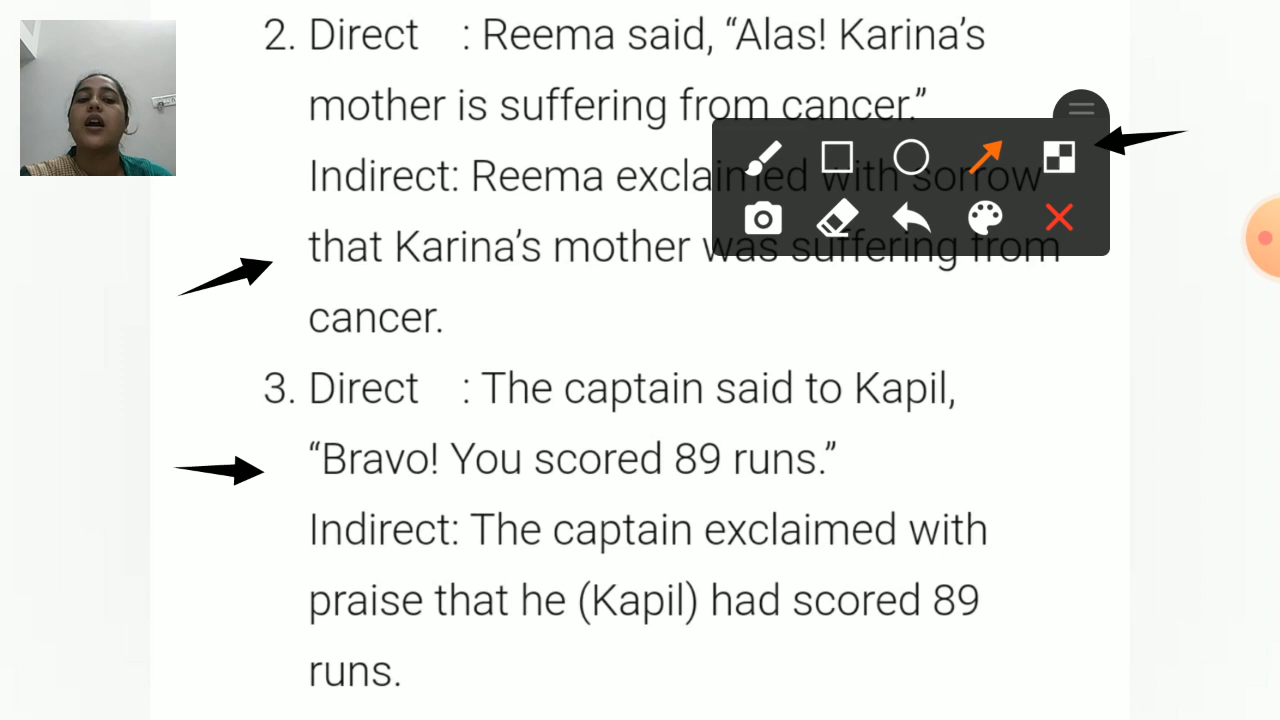 2. Direct : Reema said, “Alas! Karina’s
mother is suffering from cancer.”
Indirect: Reema exclaimed with sorrow
that Karina’s mother was suffering from
cancer.
3. Direct : The captain said to Kapil,
“Bravo! You scored 89 runs.”
Indirect: The captain exclaimed with
praise that he (Kapil) had scored 89
runs.